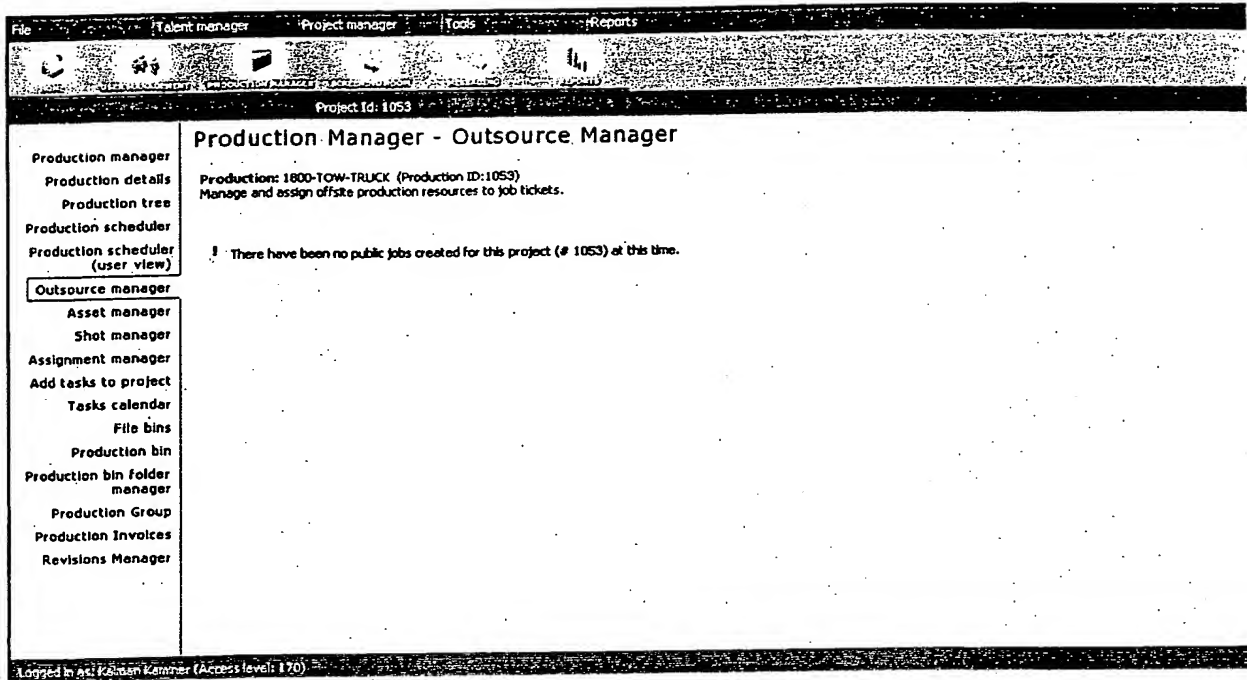 File Talent manager Project manager Tools Reports
PRODUCTION MANAGER
Project Id: 1053
Production Manager - Outsource Manager
Production: 1800-TOW-TRUCK (Production ID:1053)
Manage and assign offsite production resources to job tickets.
! There have been no public jobs created for this project (# 1053) at this time.
Production manager
Production details
Production tree
Production scheduler
Production scheduler
(user view)
Outsource manager
Asset manager
Shot manager
Assignment manager
Add tasks to project
Tasks calendar
File bins
Production bin
Production bin folder
manager
Production Group
Production Invoices
Revisions Manager
Logged in as: Kalman Kammer (Access level: 170)